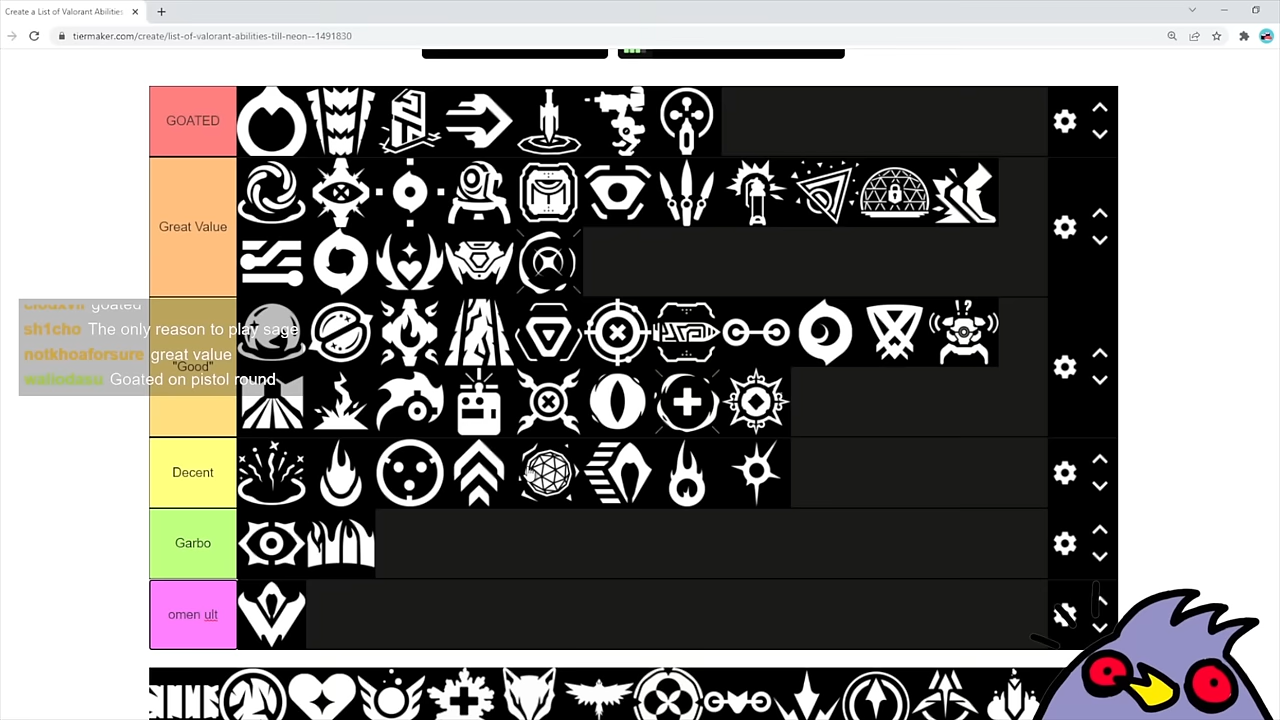 Create a List of Valorant Abilities
tiermaker.com/create/list-of-valorant-abilities-till-neon--1491830
GOATED
Great Value
goated
sh1cho The only reason to play sage
notkhoaforsure great value
"Good"
Goated on pistol round
Decent
Garbo
omen ult